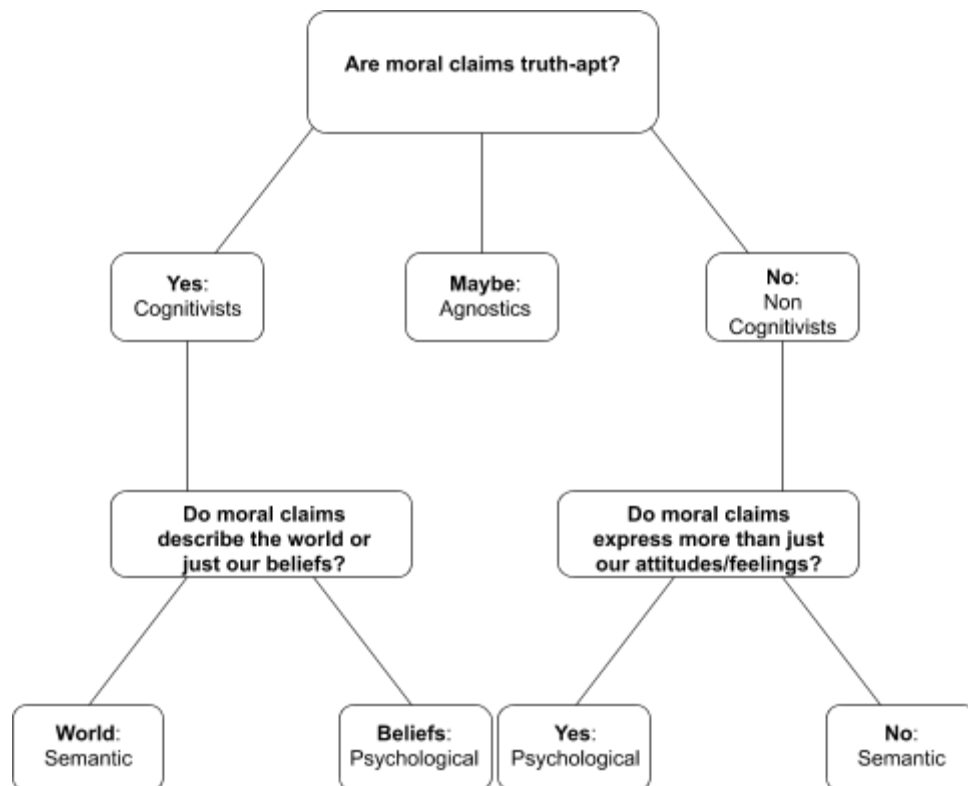 Are moral claims truth-apt?
Yes:
Cognitivists
Maybe:
Agnostics
No:
Non
Cognitivists
Do moral claims
describe the world or
just our beliefs?
Do moral claims
express more than just
our attitudes/feelings?
World:
Semantic
Beliefs:
Psychological
Yes:
Psychological
No:
Semantic